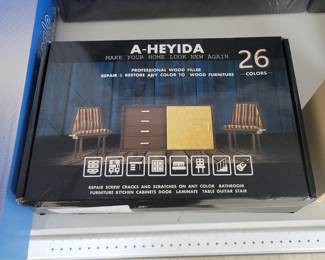 A-HEYIDA
MAKE YOUR HOME LOOK NEW AGAIN
26
COLORS
PROFESSIONAL WOOD FILLER
REPAIR & RESTORE ANY COLOR TO WOOD FURNITURE
REPAIR SCREW CRACKS AND SCRATCHES ON ANY COLOR BATHROOM
FURNITURE KITCHEN CABINETS DOOR LAMINATE TABLE GUITAR STAIR